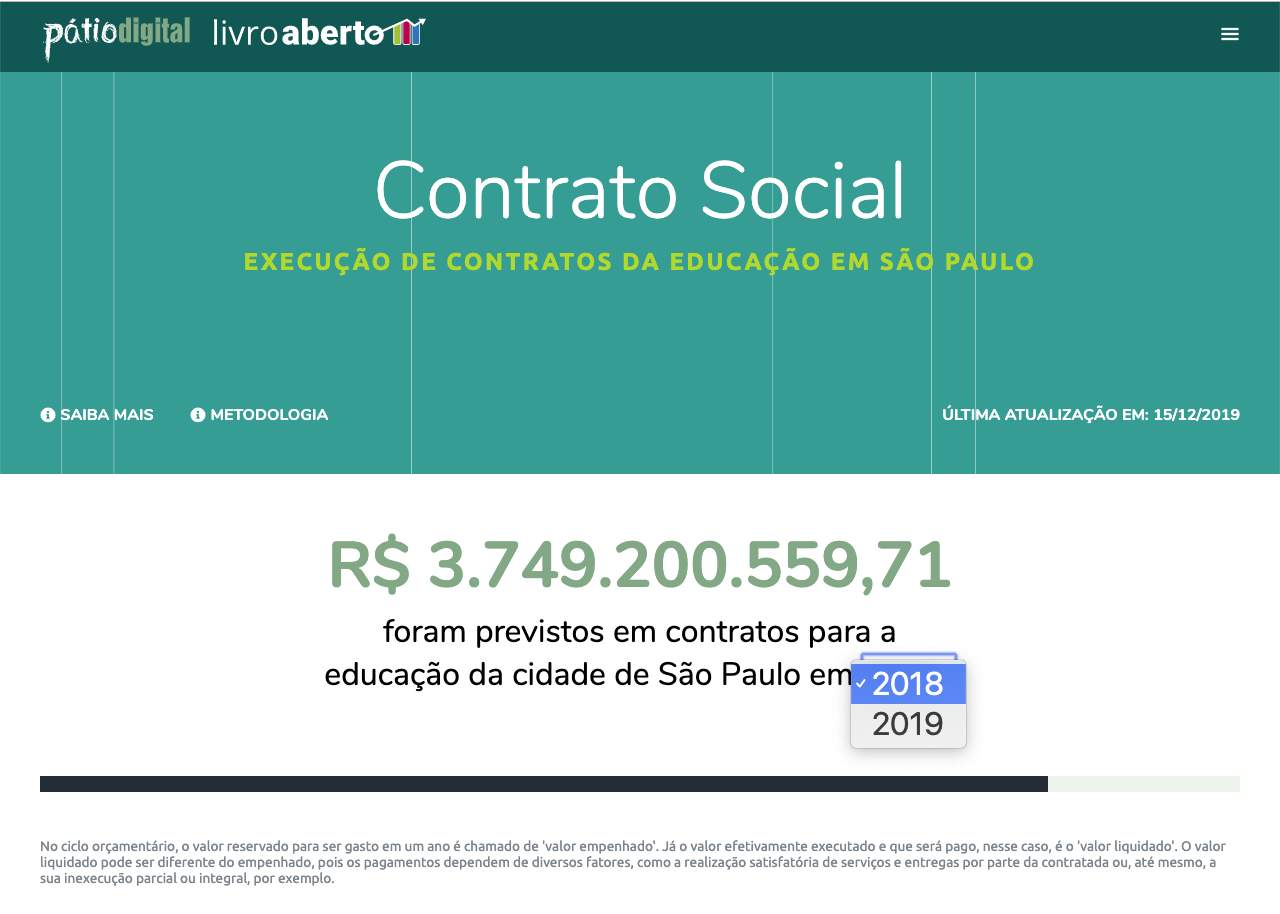 pátiodigital livroaberto
Contrato Social
EXECUÇÃO DE CONTRATOS DA EDUCAÇÃO EM SÃO PAULO
SAIBA MAIS METODOLOGIA ÚLTIMA ATUALIZAÇÃO EM: 15/12/2019
R$ 3.749.200.559,71
foram previstos em contratos para a
educação da cidade de São Paulo em 2018
2019
No ciclo orçamentário, o valor reservado para ser gasto em um ano é chamado de 'valor empenhado'. Já o valor efetivamente executado e que será pago, nesse caso, é o 'valor liquidado'. O valor
liquidado pode ser diferente do empenhado, pois os pagamentos dependem de diversos fatores, como a realização satisfatória de serviços e entregas por parte da contratada ou, até mesmo, a
sua inexecução parcial ou integral, por exemplo.